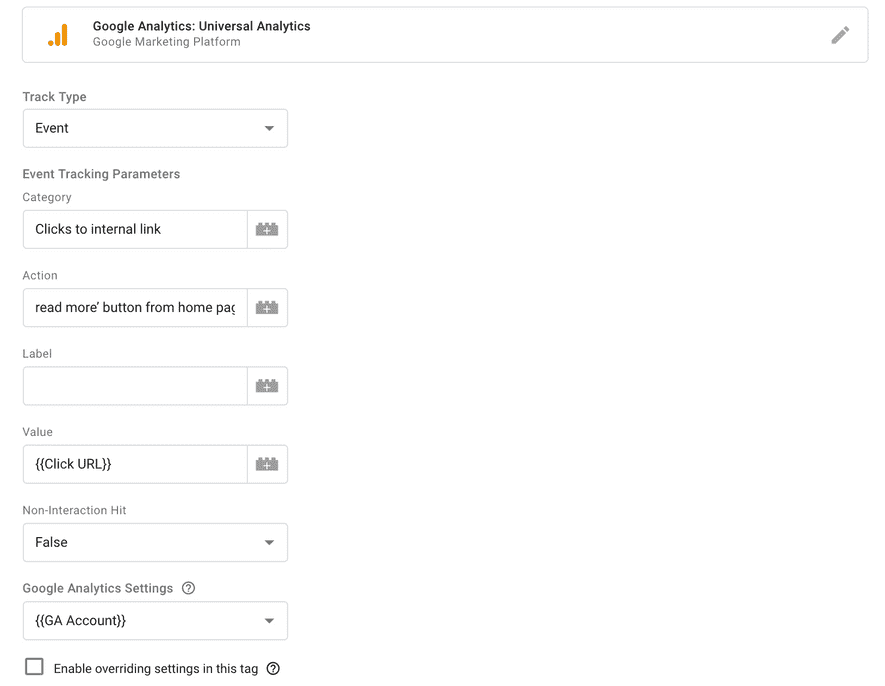 Google Analytics: Universal Analytics
Google Marketing Platform
Track Type
Event
Event Tracking Parameters
Category
Clicks to internal link
Action
read more’ button from home pag
Label
Value
{{Click URL}}
Non-Interaction Hit
False
Google Analytics Settings
{{GA Account}}
Enable overriding settings in this tag